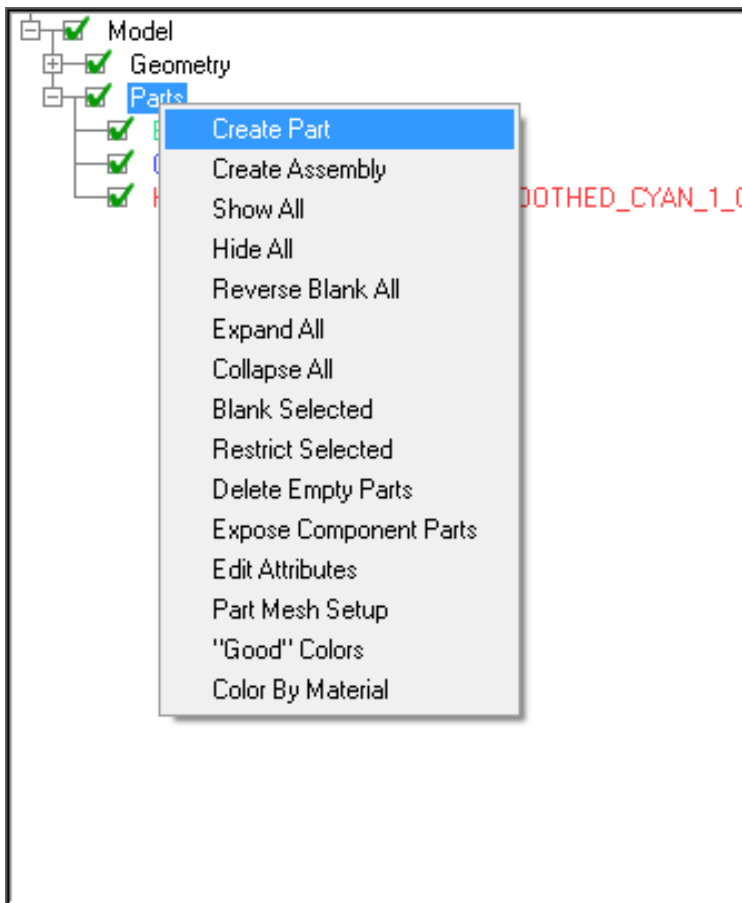 Model
Geometry
Parts
Create Part
Create Assembly
OOTHED_CYAN_1_
Show All
Hide All
Reverse Blank All
Expand All
Collapse All
Blank Selected
Restrict Selected
Delete Empty Parts
Expose Component Parts
Edit Attributes
Part Mesh Setup
"Good" Colors
Color By Material